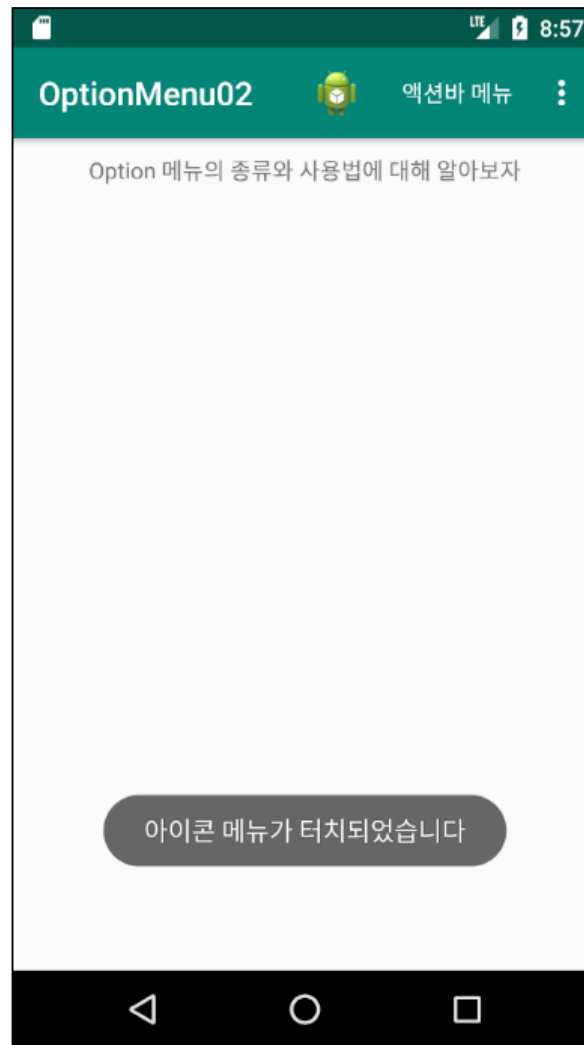 LTE 8:57
OptionMenu02 액션바 메뉴
Option 메뉴의 종류와 사용법에 대해 알아보자
아이콘 메뉴가 터치되었습니다